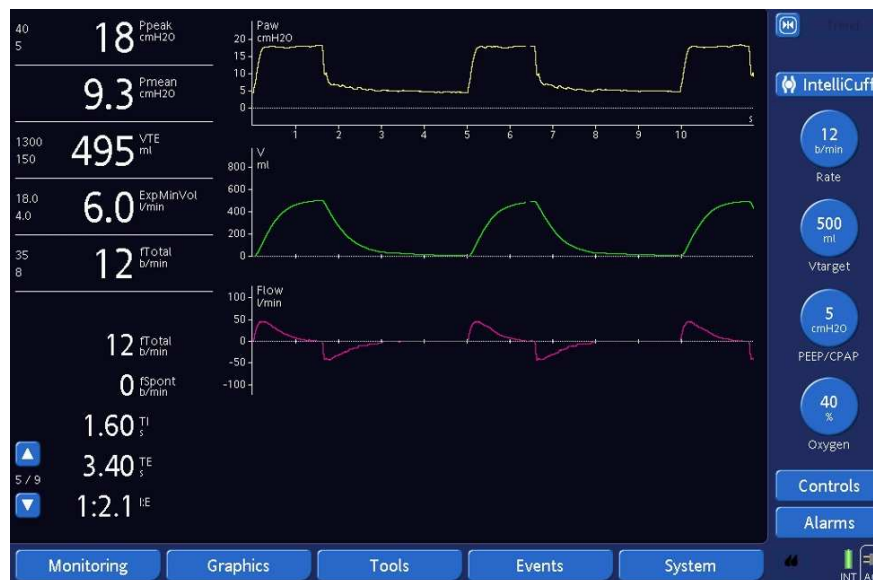 40
5
18 Ppeak cmH2O
9.3 Pmean cmH2O
1300
150
495 VTE ml
18.0
4.0
6.0 ExpMinVol l/min
35
8
12 fTotal b/min
12 fTotal b/min
0 fSpont b/min
1.60 TI s
3.40 TE s
5 / 9
1:2.1 I:E
Paw
cmH2O
20
15
10
5
0
1 2 3 4 5 6 7 8 9 10
s
V
ml
800
600
400
200
0
Flow
l/min
100
50
0
-50
-100
IntelliCuff
12
b/min
Rate
500
ml
Vtarget
5
cmH2O
PEEP/CPAP
40
%
Oxygen
Controls
Alarms
Monitoring Graphics Tools Events System
INT